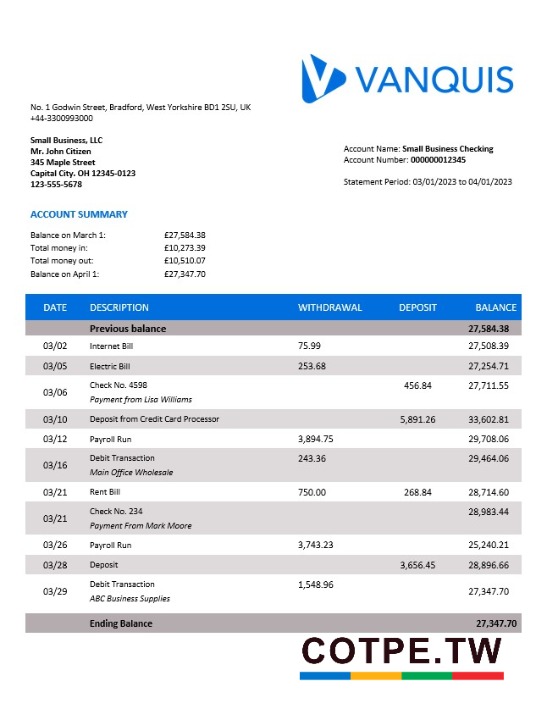 VANQUIS
No. 1 Godwin Street, Bradford, West Yorkshire BD1 2SU, UK
+44-3300993000
Small Business, LLC
Mr. John Citizen
345 Maple Street
Capital City. OH 12345-0123
123-555-5678
Account Name: Small Business Checking
Account Number: 000000012345
Statement Period: 03/01/2023 to 04/01/2023
ACCOUNT SUMMARY
Balance on March 1: £27,584.38
Total money in: £10,273.39
Total money out: £10,510.07
Balance on April 1: £27,347.70
DATE DESCRIPTION WITHDRAWAL DEPOSIT BALANCE
Previous balance 27,584.38
03/02 Internet Bill 75.99 27,508.39
03/05 Electric Bill 253.68 27,254.71
03/06 Check No. 4598 456.84 27,711.55
Payment from Lisa Williams
03/10 Deposit from Credit Card Processor 5,891.26 33,602.81
03/12 Payroll Run 3,894.75 29,708.06
03/16 Debit Transaction 243.36 29,464.06
Main Office Wholesale
03/21 Rent Bill 750.00 268.84 28,714.60
03/21 Check No. 234 28,983.44
Payment From Mark Moore
03/26 Payroll Run 3,743.23 25,240.21
03/28 Deposit 3,656.45 28,896.66
03/29 Debit Transaction 1,548.96 27,347.70
ABC Business Supplies
Ending Balance 27,347.70
COTPE.TW